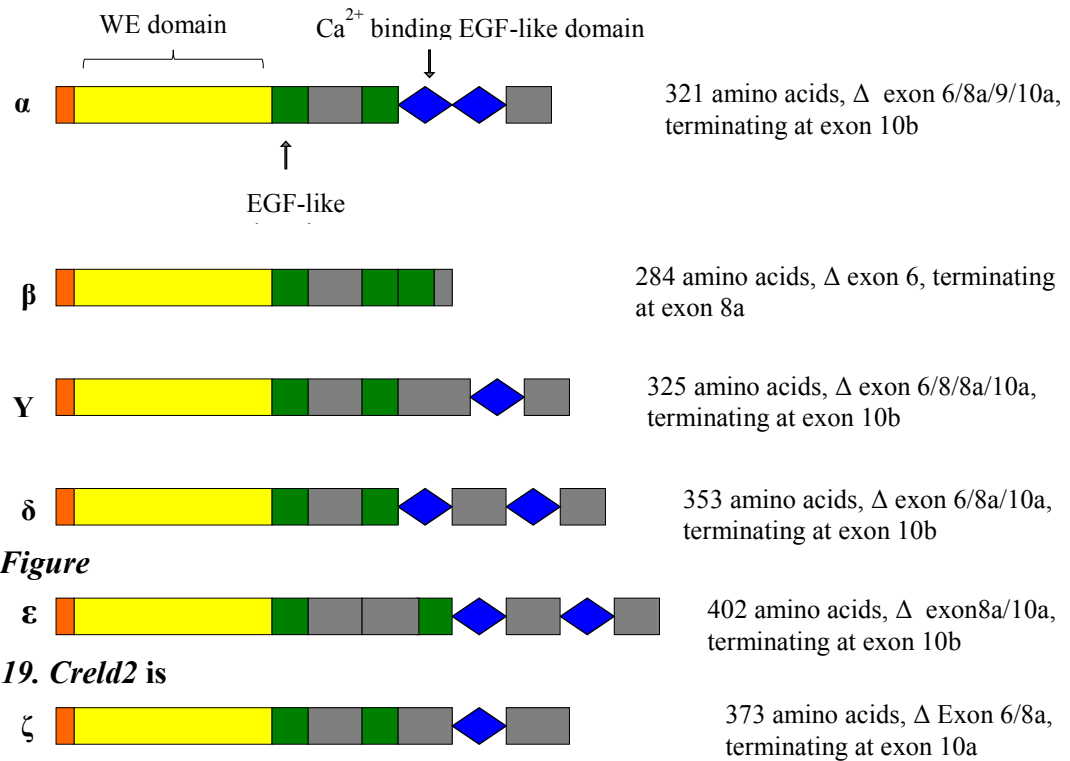 WE domain
Ca2+ binding EGF-like domain
α
321 amino acids, Δ exon 6/8a/9/10a,
terminating at exon 10b
EGF-like
β
284 amino acids, Δ exon 6, terminating
at exon 8a
Υ
325 amino acids, Δ exon 6/8/8a/10a,
terminating at exon 10b
δ
353 amino acids, Δ exon 6/8a/10a,
terminating at exon 10b
Figure
ε
402 amino acids, Δ exon8a/10a,
terminating at exon 10b
19. Creld2 is
ζ
373 amino acids, Δ Exon 6/8a,
terminating at exon 10a